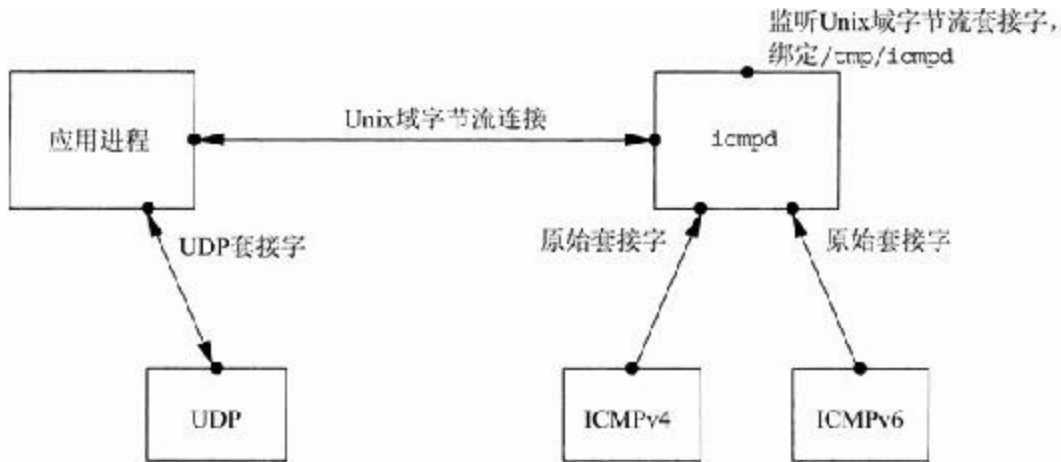 监听Unix域字节流套接字，
绑定/tmp/icmpd
应用进程
Unix域字节流连接
icmpd
UDP套接字
原始套接字
原始套接字
UDP
ICMPv4
ICMPv6